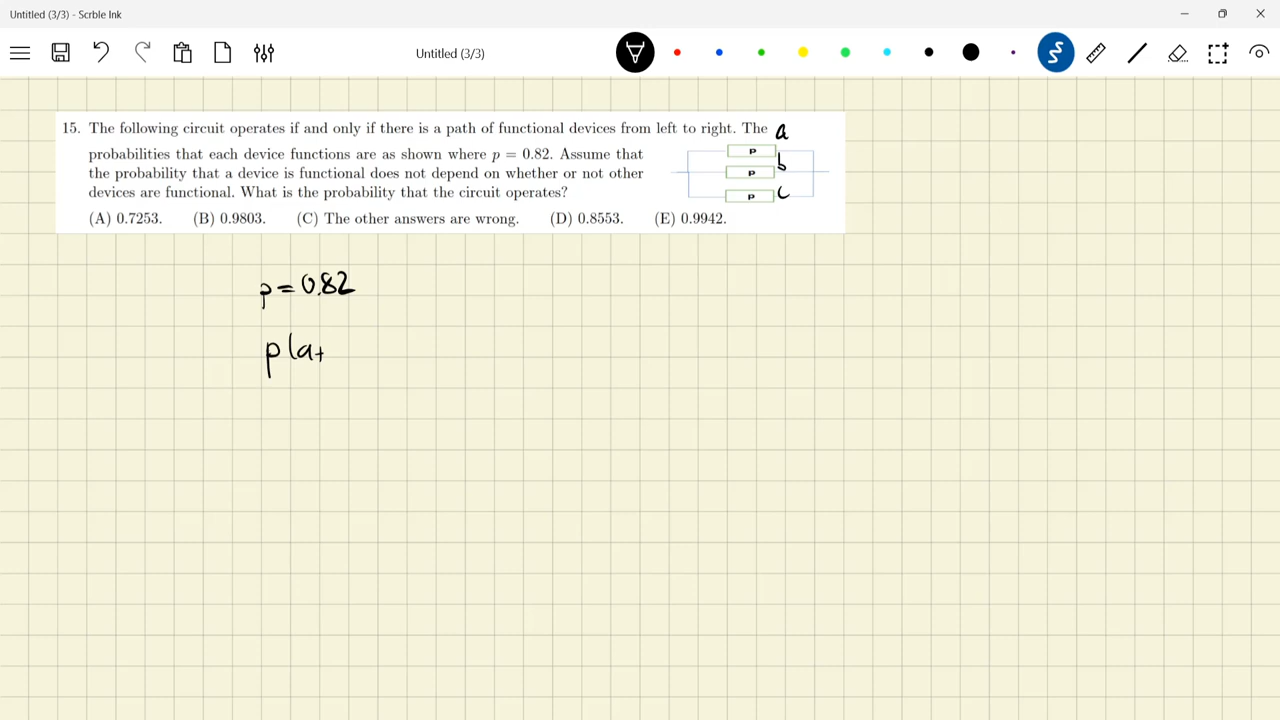 Untitled (3/3) - Scrble Ink
Untitled (3/3)
15. The following circuit operates if and only if there is a path of functional devices from left to right. The
probabilities that each device functions are as shown where p = 0.82. Assume that
the probability that a device is functional does not depend on whether or not other
devices are functional. What is the probability that the circuit operates?
a
P
b
P
P
c
(A) 0.7253. (B) 0.9803. (C) The other answers are wrong. (D) 0.8553. (E) 0.9942.
p = 0.82
p(a+